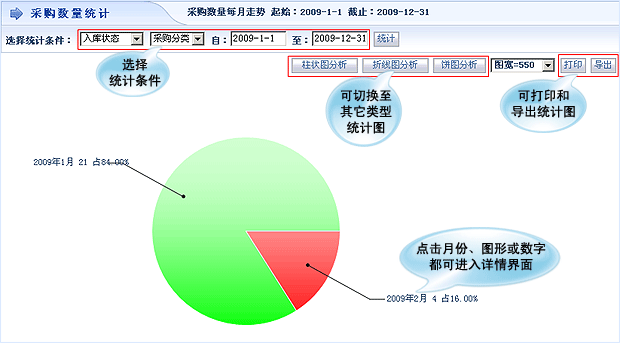 采购数量统计
采购数量每月走势 起始：2009-1-1 截止：2009-12-31
选择统计条件： 入库状态 采购分类 自： 2009-1-1 至： 2009-12-31 统计
选择
统计条件
柱状图分析 折线图分析 饼图分析 图宽=550 打印 导出
可切换至
其它类型
统计图
可打印和
导出统计图
2009年1月 21 占84.00%
点击月份、图形或数字
都可进入详情界面
2009年2月 4 占16.00%